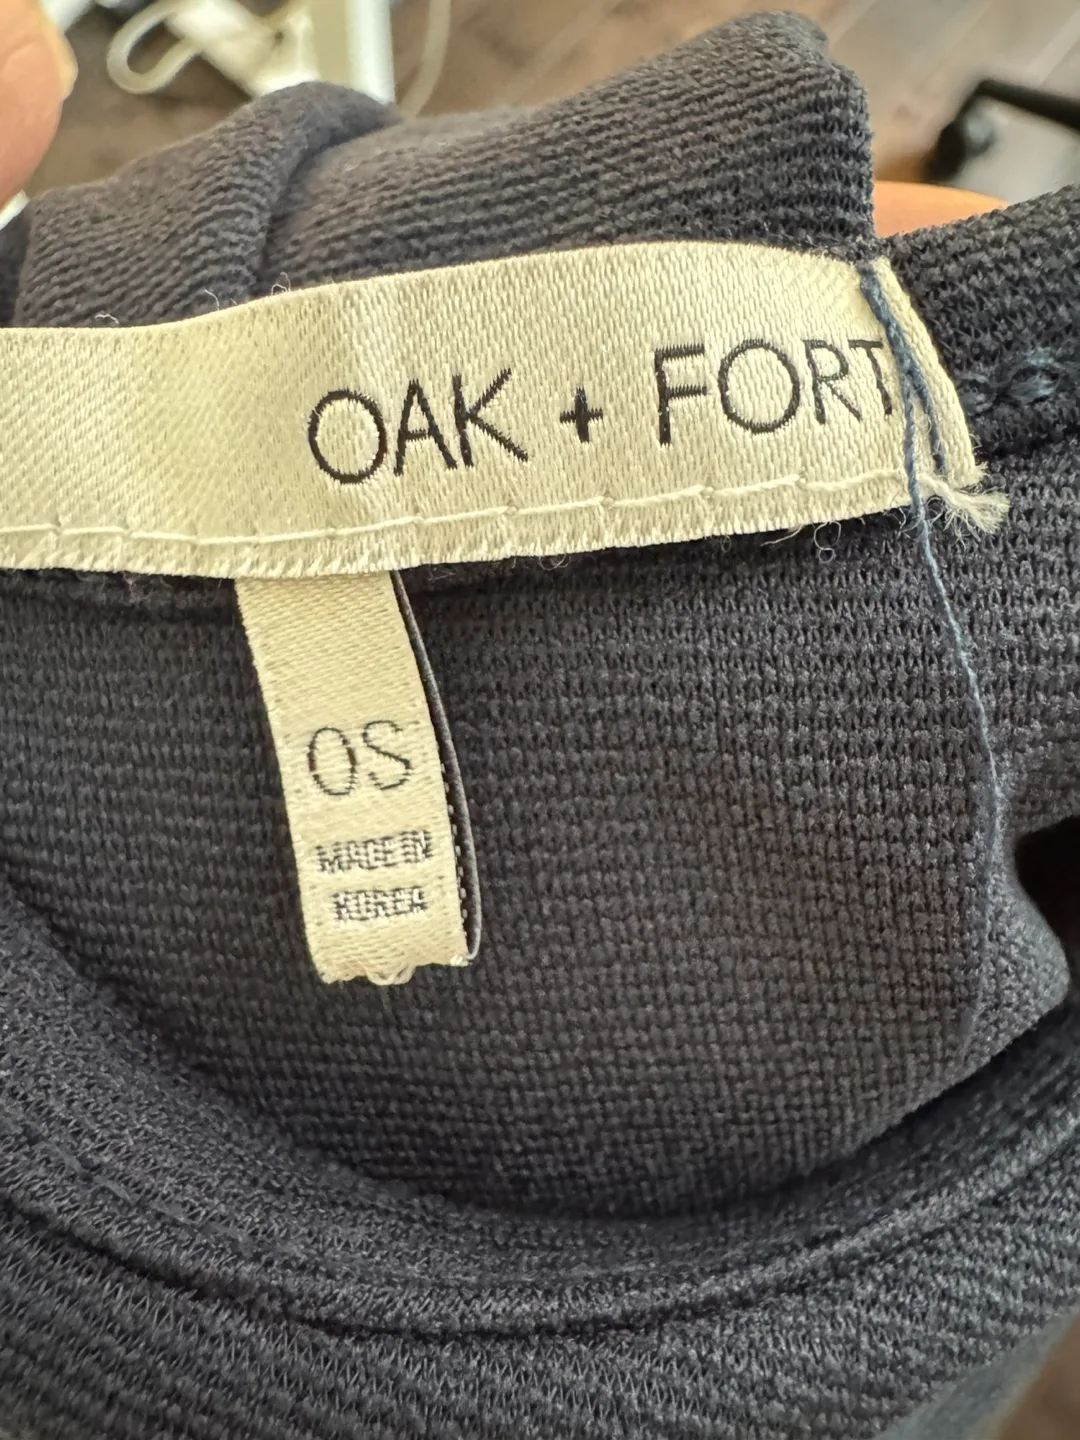 OAK + FORT
OS
MADE IN
KOREA